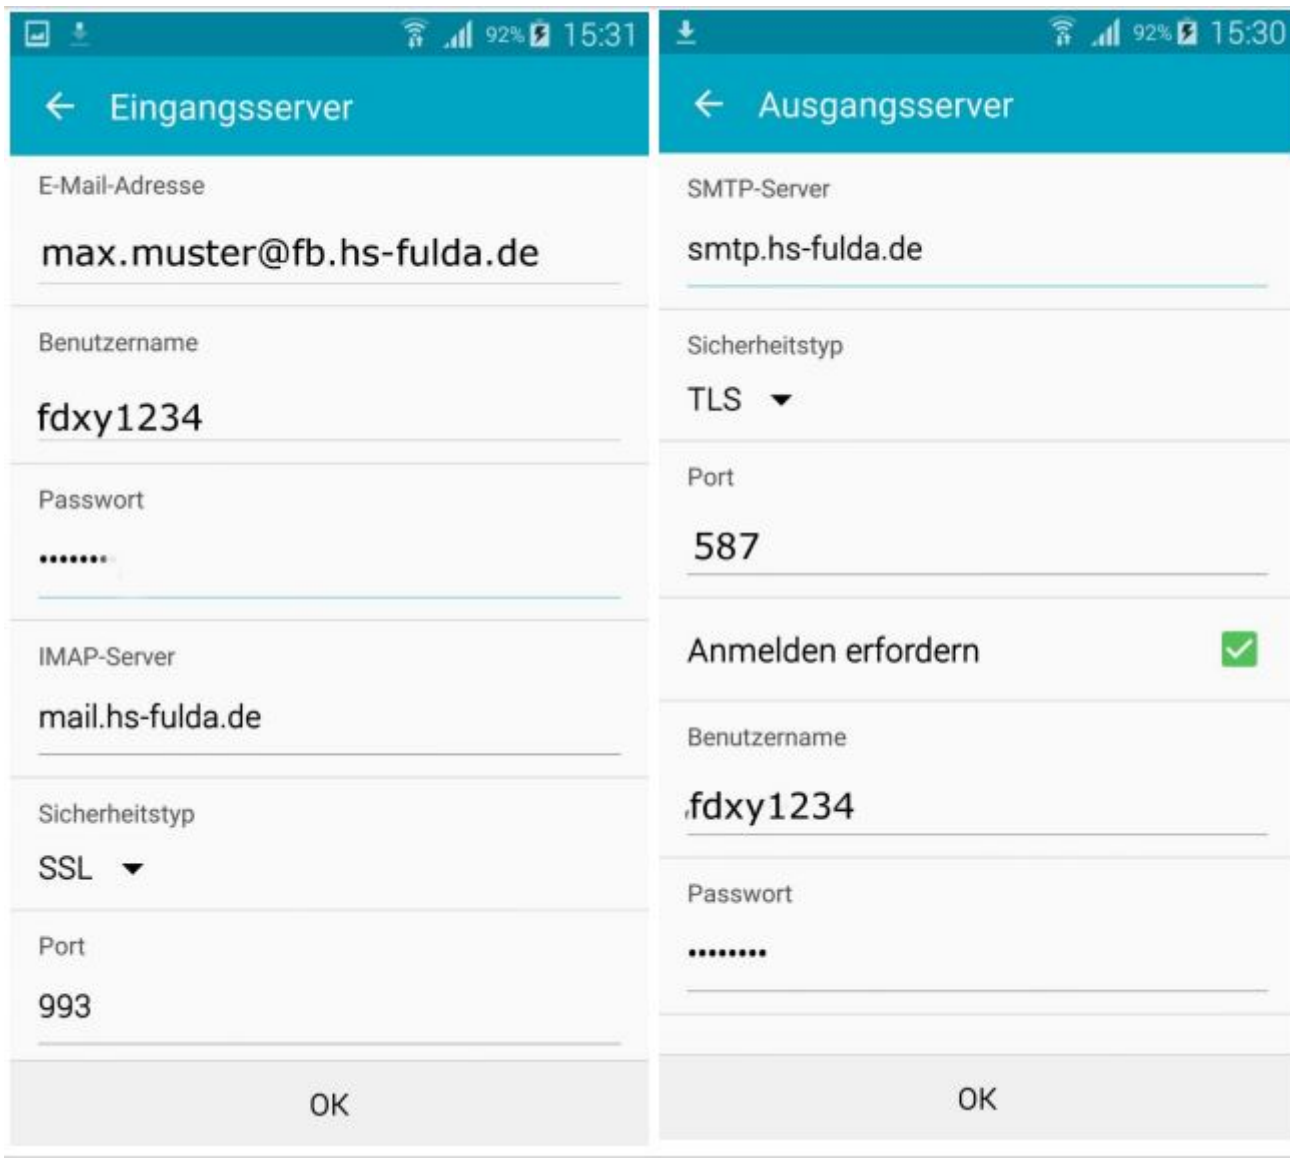 92% 15:31
Eingangsserver
E-Mail-Adresse
max.muster@fb.hs-fulda.de
Benutzername
fdxy1234
Passwort
••••••••
IMAP-Server
mail.hs-fulda.de
Sicherheitstyp
SSL
Port
993
OK
92% 15:30
Ausgangsserver
SMTP-Server
smtp.hs-fulda.de
Sicherheitstyp
TLS
Port
587
Anmelden erfordern
Benutzername
fdxy1234
Passwort
••••••••
OK